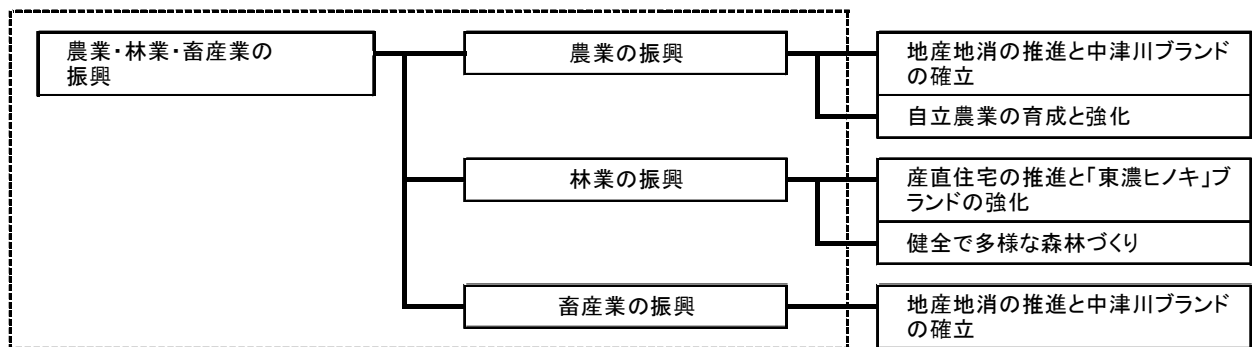 農業・林業・畜産業の
振興
農業の振興
地産地消の推進と中津川ブランド
の確立
自立農業の育成と強化
林業の振興
産直住宅の推進と「東濃ヒノキ」ブ
ランドの強化
健全で多様な森林づくり
畜産業の振興
地産地消の推進と中津川ブランド
の確立